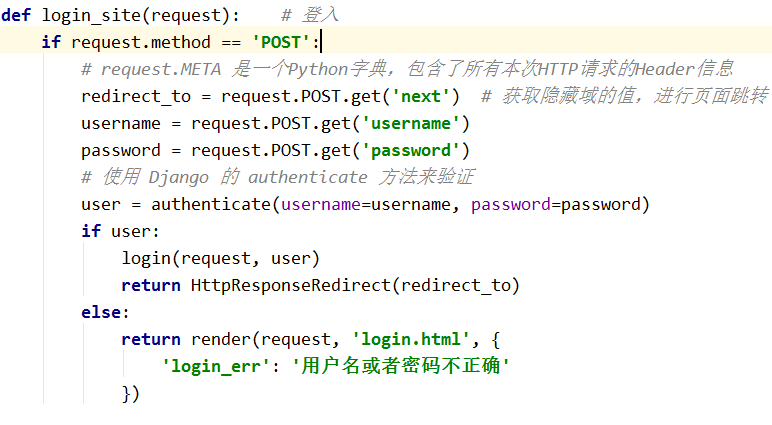 def login_site(request):    # 登入
    if request.method == 'POST':
        # request.META 是一个Python字典，包含了所有本次HTTP请求的Header信息
        redirect_to = request.POST.get('next')  # 获取隐藏域的值，进行页面跳转
        username = request.POST.get('username')
        password = request.POST.get('password')
        # 使用 Django 的 authenticate 方法来验证
        user = authenticate(username=username, password=password)
        if user:
            login(request, user)
            return HttpResponseRedirect(redirect_to)
        else:
            return render(request, 'login.html', {
                'login_err': '用户名或者密码不正确'
            })